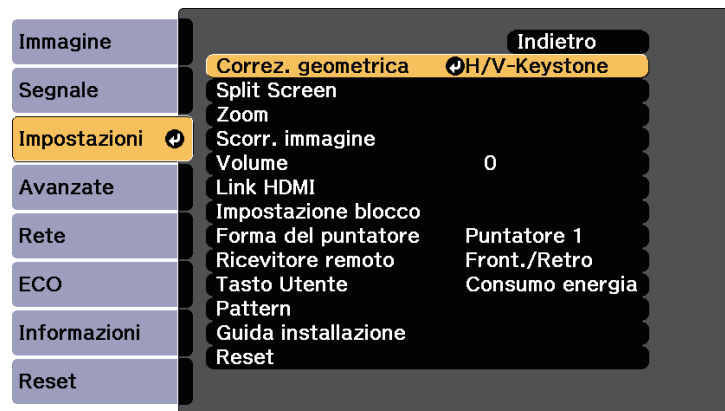 Immagine
Segnale
Impostazioni
Avanzate
Rete
ECO
Informazioni
Reset
Indietro
Correz. geometrica H/V-Keystone
Split Screen
Zoom
Scorr. immagine
Volume 0
Link HDMI
Impostazione blocco
Forma del puntatore Puntatore 1
Ricevitore remoto Front./Retro
Tasto Utente Consumo energia
Pattern
Guida installazione
Reset